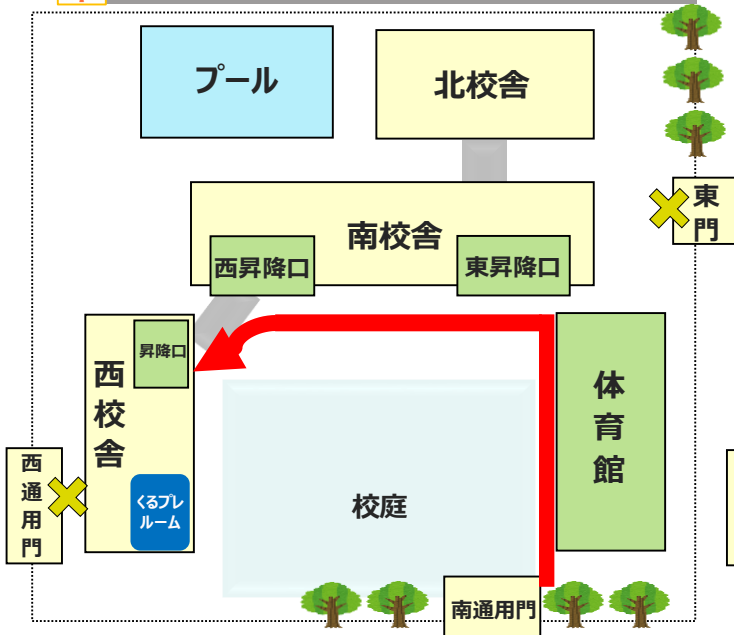 プール
北校舎
東門
南校舎
西昇降口
東昇降口
昇降口
西校舎
体育館
西通用門
くるプレ
ルーム
校庭
南通用門